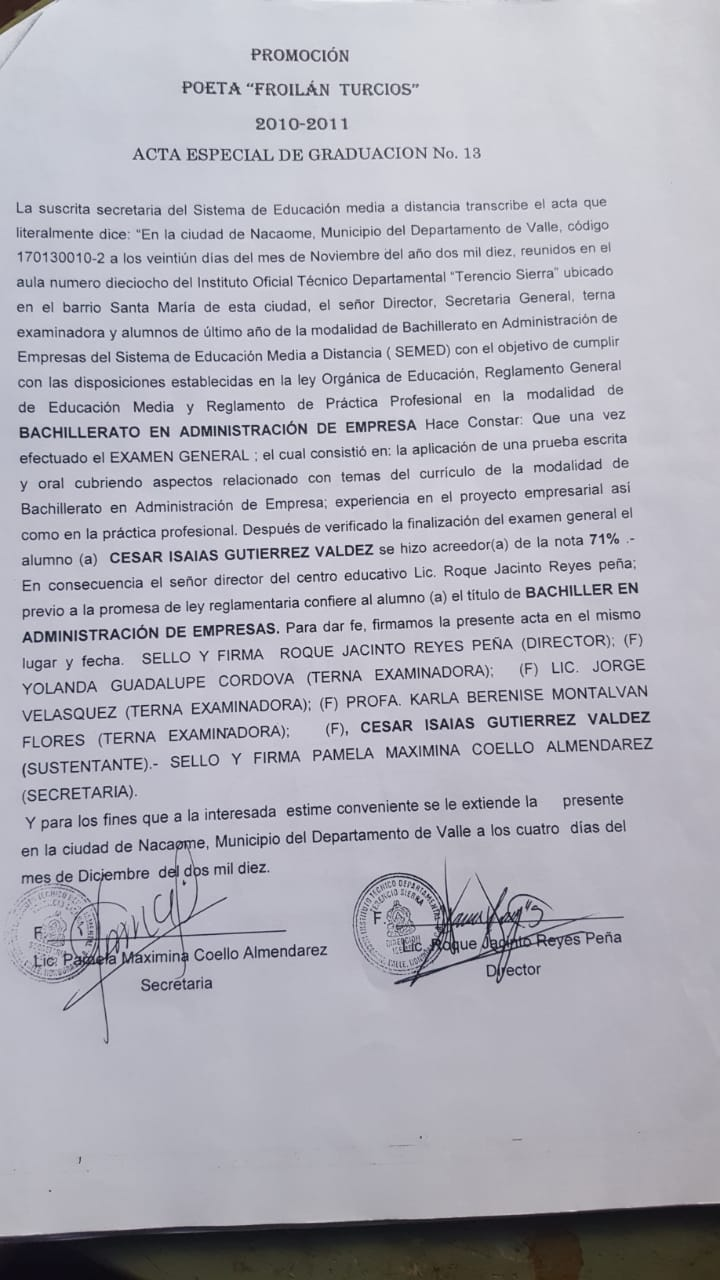 PROMOCIÓN
POETA “FROILÁN TURCIOS”
2010-2011
ACTA ESPECIAL DE GRADUACION No. 13
La suscrita secretaria del Sistema de Educación media a distancia transcribe el acta que
literalmente dice: “En la ciudad de Nacaome, Municipio del Departamento de Valle, código
170130010-2 a los veintiún días del mes de Noviembre del año dos mil diez, reunidos en el
aula numero dieciocho del Instituto Oficial Técnico Departamental “Terencio Sierra” ubicado
en el barrio Santa María de esta ciudad, el señor Director, Secretaria General, terna
examinadora y alumnos de último año de la modalidad de Bachillerato en Administración de
Empresas del Sistema de Educación Media a Distancia ( SEMED) con el objetivo de cumplir
con las disposiciones establecidas en la ley Orgánica de Educación, Reglamento General
de Educación Media y Reglamento de Práctica Profesional en la modalidad de
BACHILLERATO EN ADMINISTRACIÓN DE EMPRESA Hace Constar: Que una vez
efectuado el EXAMEN GENERAL ; el cual consistió en: la aplicación de una prueba escrita
y oral cubriendo aspectos relacionado con temas del curriculo de la modalidad de
Bachillerato en Administración de Empresa; experiencia en el proyecto empresarial así
como en la práctica profesional. Después de verificado la finalización del examen general el
alumno (a) CESAR ISAIAS GUTIERREZ VALDEZ se hizo acreedor(a) de la nota 71% .-
En consecuencia el señor director del centro educativo Lic. Roque Jacinto Reyes peña;
previo a la promesa de ley reglamentaria confiere al alumno (a) el título de BACHILLER EN
ADMINISTRACIÓN DE EMPRESAS. Para dar fe, firmamos la presente acta en el mismo
lugar y fecha. SELLO Y FIRMA ROQUE JACINTO REYES PEÑA (DIRECTOR); (F)
YOLANDA GUADALUPE CORDOVA (TERNA EXAMINADORA); (F) LIC. JORGE
VELASQUEZ (TERNA EXAMINADORA); (F) PROFA. KARLA BERENISE MONTALVAN
FLORES (TERNA EXAMINADORA); (F), CESAR ISAIAS GUTIERREZ VALDEZ
(SUSTENTANTE).- SELLO Y FIRMA PAMELA MAXIMINA COELLO ALMENDAREZ
(SECRETARIA).
Y para los fines que a la interesada estime conveniente se le extiende la presente
en la ciudad de Nacaome, Municipio del Departamento de Valle a los cuatro días del
mes de Diciembre del dos mil diez.
F.
F.
INSTITUTO TECNICO DEPARTAMENTAL
TERENCIO SIERRA
DIRECCION
Lic. Pamela Maximina Coello Almendarez
Lic. Roque Jacinto Reyes Peña
Secretaria
Director